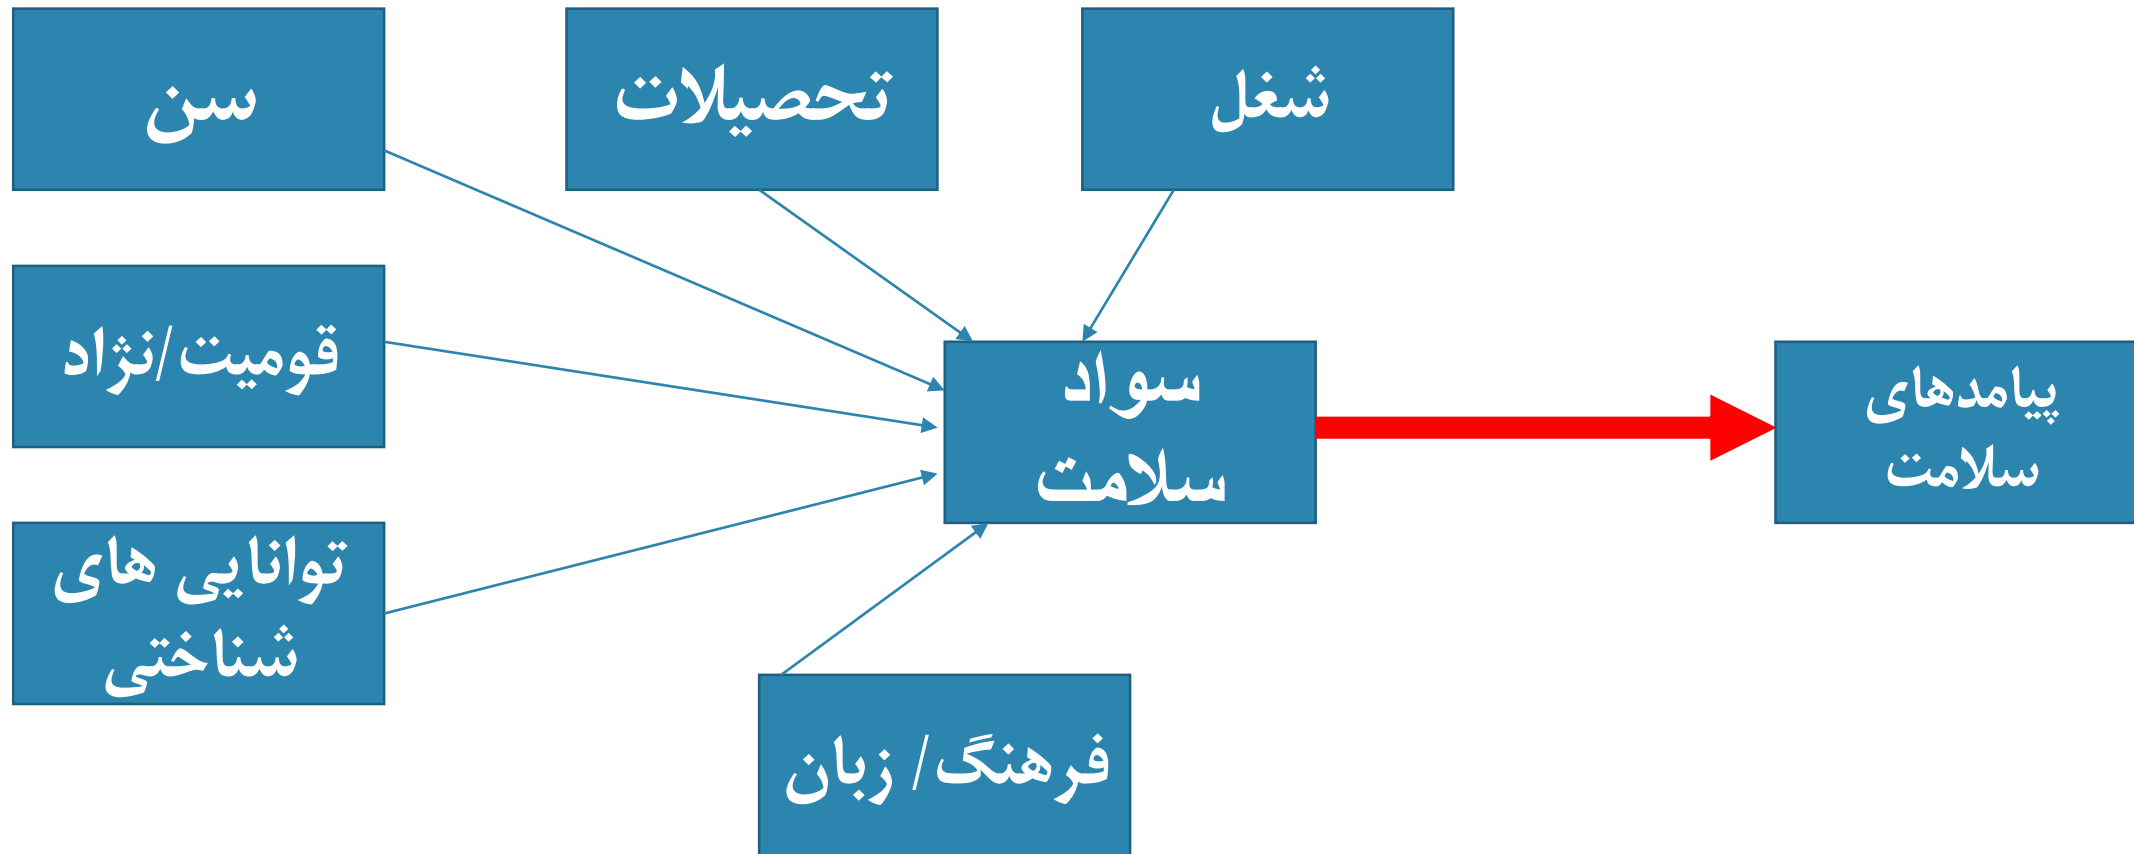 سن
تحصیلات
شغل
قومیت/نژاد
سواد
سلامت
پیامدهای
سلامت
توانایی های
شناختی
فرهنگ/ زبان